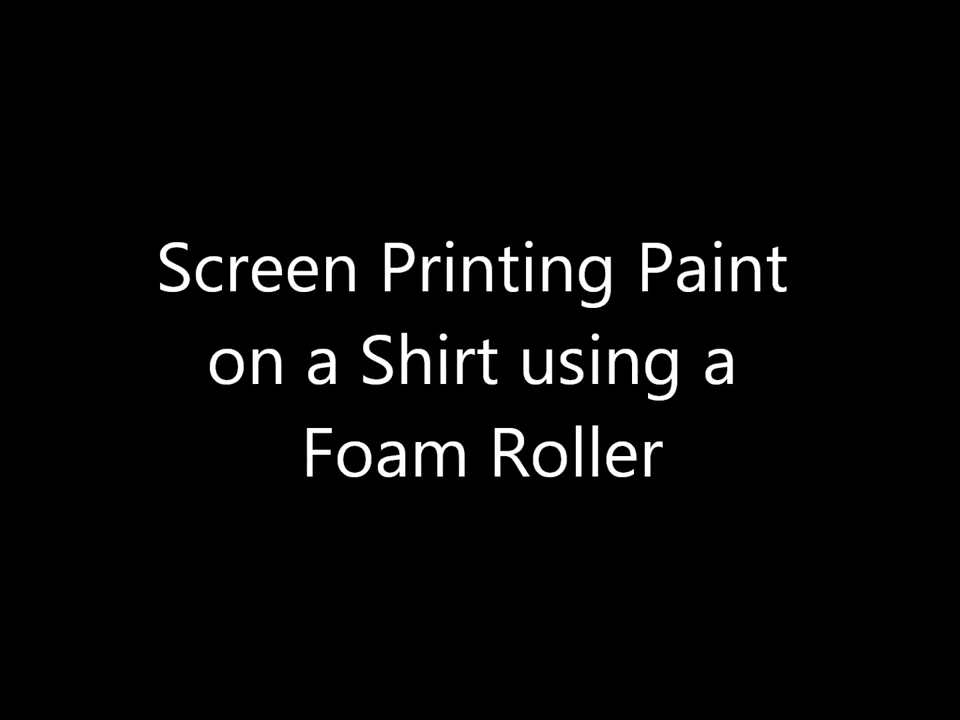 Screen Printing Paint
on a Shirt using a
Foam Roller